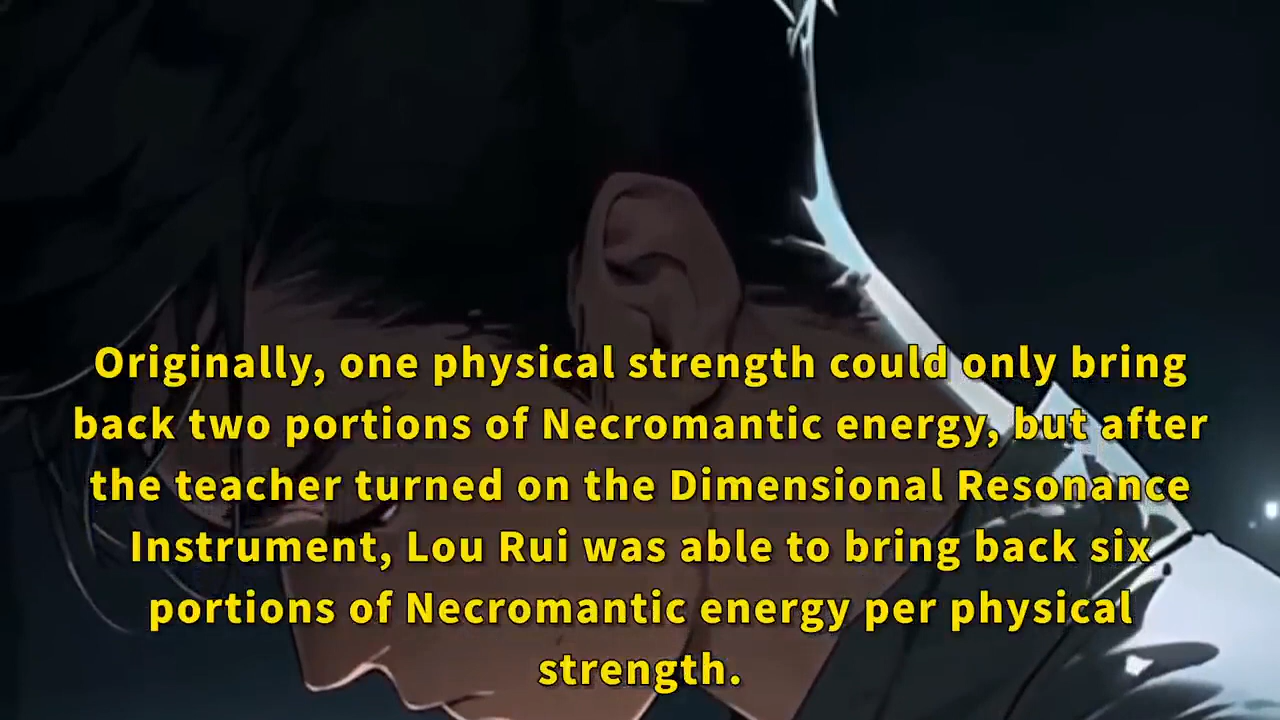 Originally, one physical strength could only bring
back two portions of Necromantic energy, but after
the teacher turned on the Dimensional Resonance
Instrument, Lou Rui was able to bring back six
portions of Necromantic energy per physical
strength.